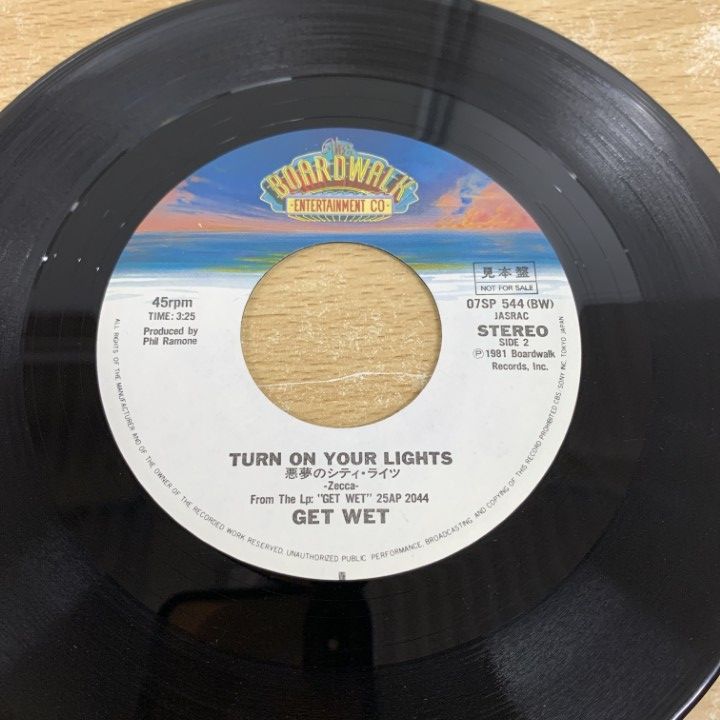 The
BOARDWALK
ENTERTAINMENT CO
見本盤
NOT FOR SALE
45rpm
TIME: 3:25
Produced by
Phil Ramone
07SP 544 (BW)
JASRAC
STEREO
SIDE 2
Ⓟ1981 Boardwalk
Records, Inc.
TURN ON YOUR LIGHTS
悪夢のシティ・ライツ
-Zecca-
From The Lp: "GET WET" 25AP 2044
GET WET
ALL RIGHTS OF THE MANUFACTURER AND OF THE OWNER OF THE RECORDED WORK RESERVED. UNAUTHORIZED PUBLIC PERFORMANCE, BROADCASTING AND COPYING OF THIS RECORD PROHIBITED CBS/SONY INC. TOKYO JAPAN